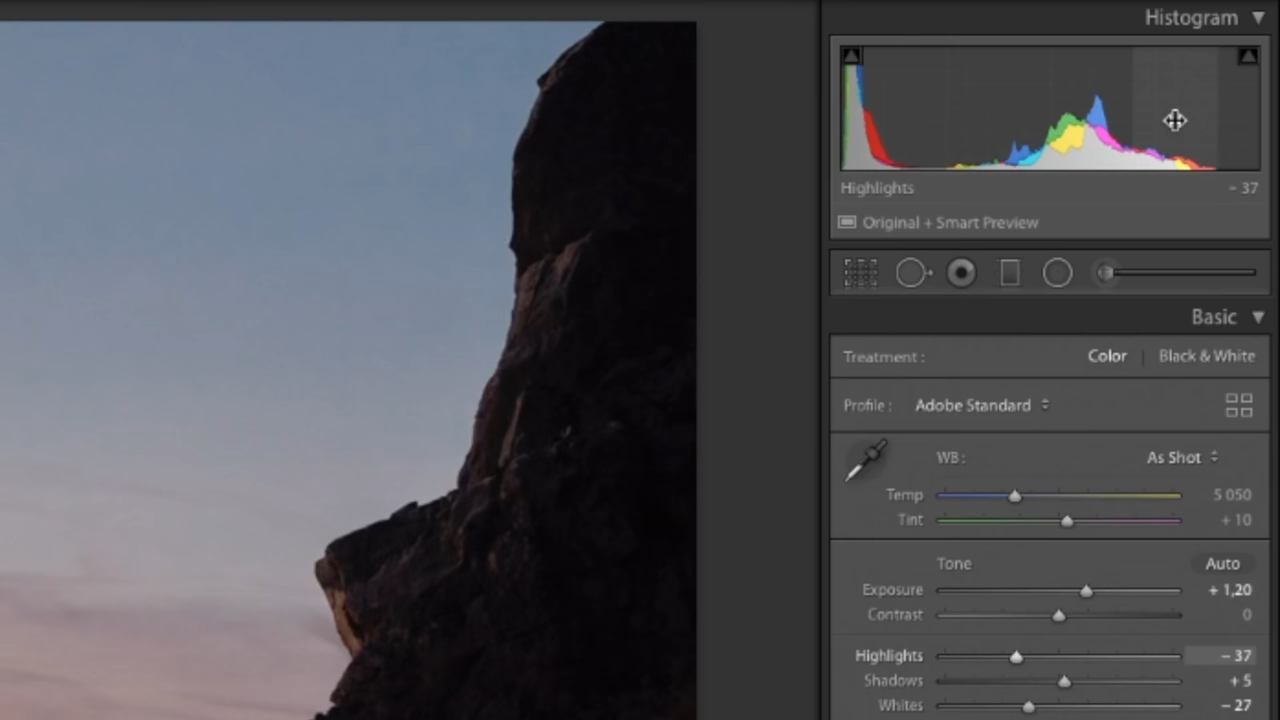 Histogram
Highlights – 37
Original + Smart Preview
Basic
Treatment : Color | Black & White
Profile : Adobe Standard
WB : As Shot
Temp 5 050
Tint + 10
Tone Auto
Exposure + 1,20
Contrast 0
Highlights – 37
Shadows + 5
Whites – 27